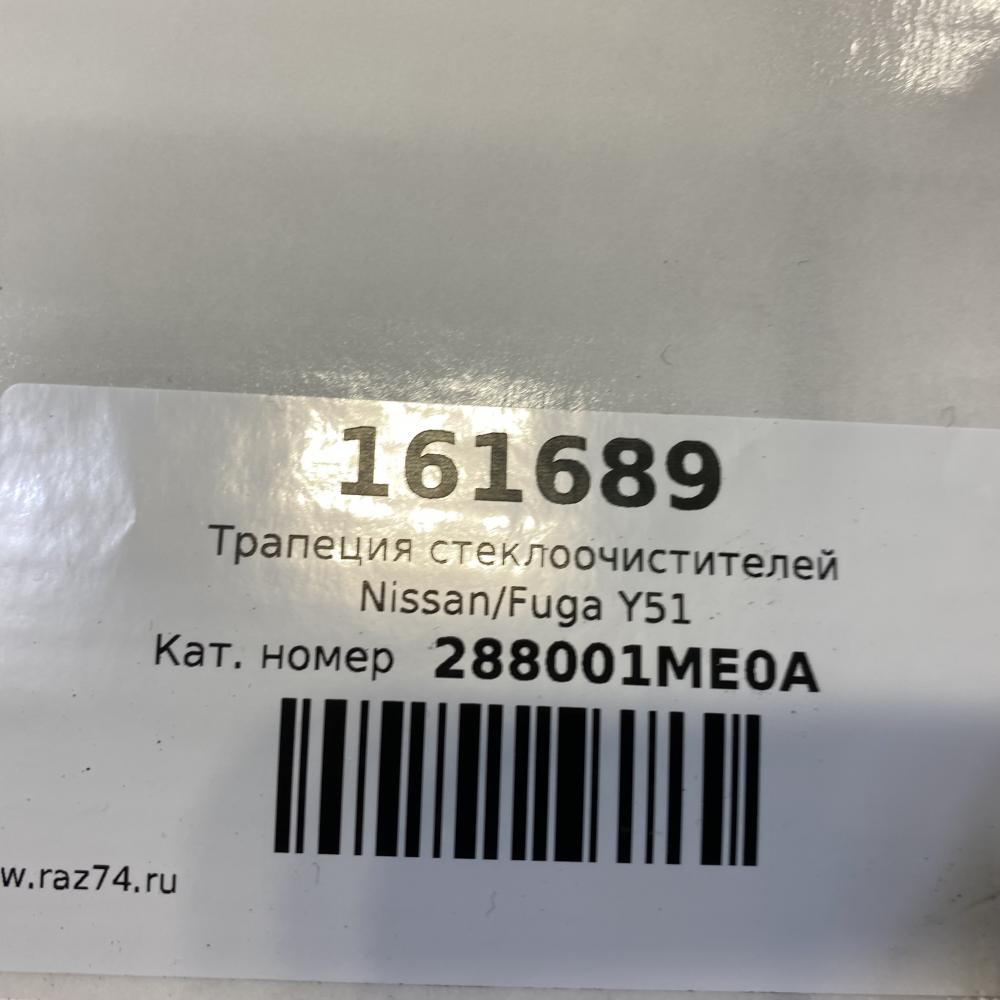 161689
Трапеция стеклоочистителей
Nissan/Fuga Y51
Кат. номер 288001ME0A
w.raz74.ru